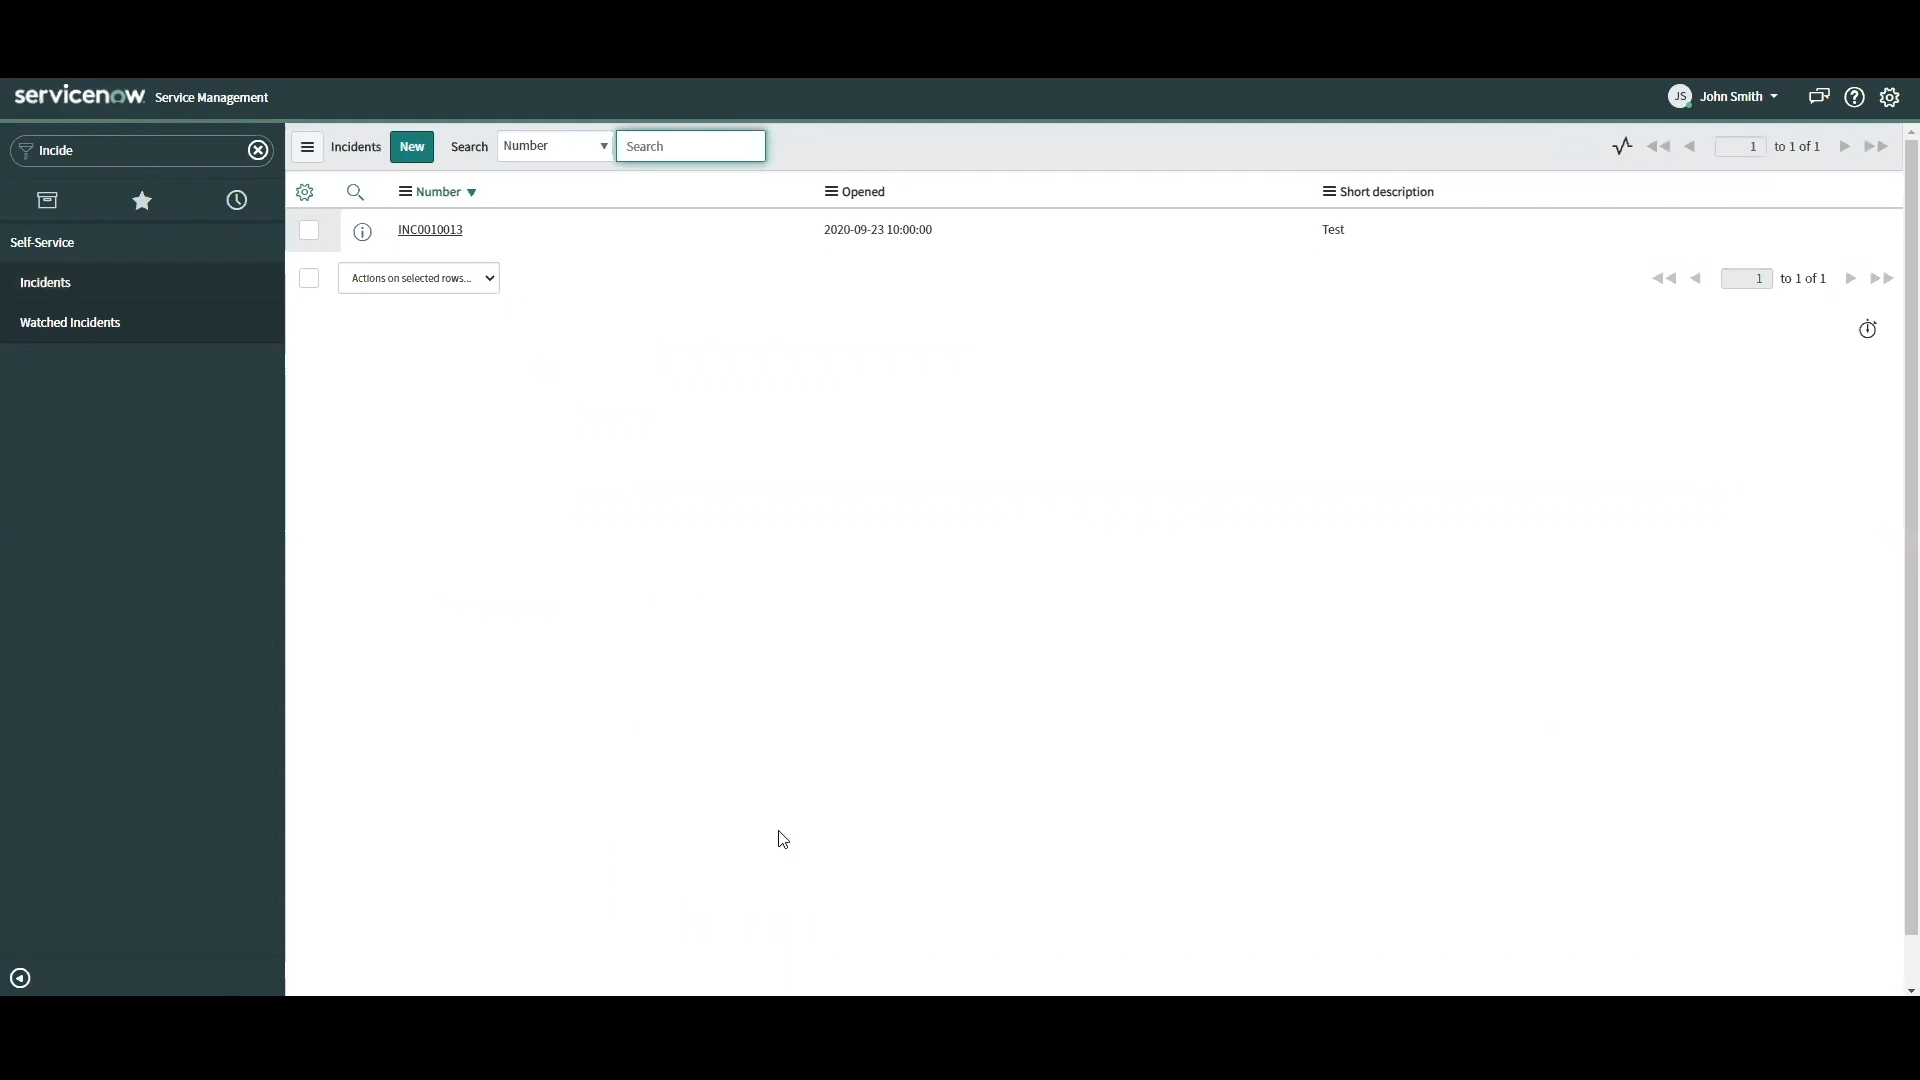 servicenow Service Management
JS John Smith
Incide
Incidents New Search Number Search
1 to 1 of 1
Number Opened Short description
INC0010013 2020-09-23 10:00:00 Test
Actions on selected rows...
1 to 1 of 1
Self-Service
Incidents
Watched Incidents